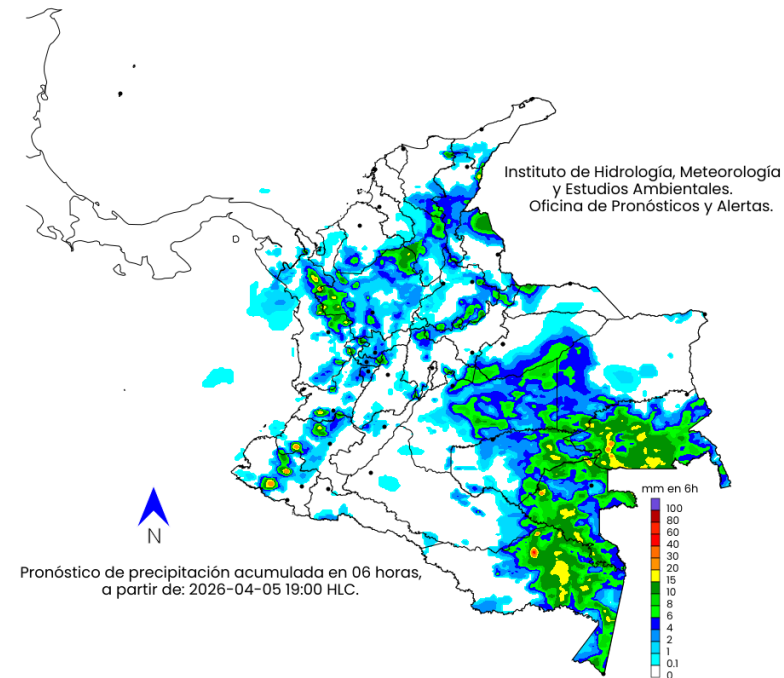 Instituto de Hidrología, Meteorología
y Estudios Ambientales.
Oficina de Pronósticos y Alertas.
N
Pronóstico de precipitación acumulada en 06 horas,
a partir de: 2026-04-05 19:00 HLC.
mm en 6h
100
80
60
40
30
20
15
10
8
6
4
2
1
0.1
0